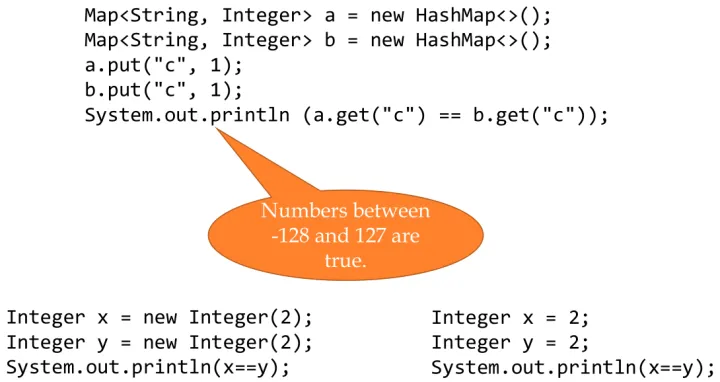 Map<String, Integer> a = new HashMap<>();
Map<String, Integer> b = new HashMap<>();
a.put("c", 1);
b.put("c", 1);
System.out.println (a.get("c") == b.get("c"));
Numbers between
-128 and 127 are
true.
Integer x = new Integer(2);
Integer y = new Integer(2);
System.out.println(x==y);
Integer x = 2;
Integer y = 2;
System.out.println(x==y);